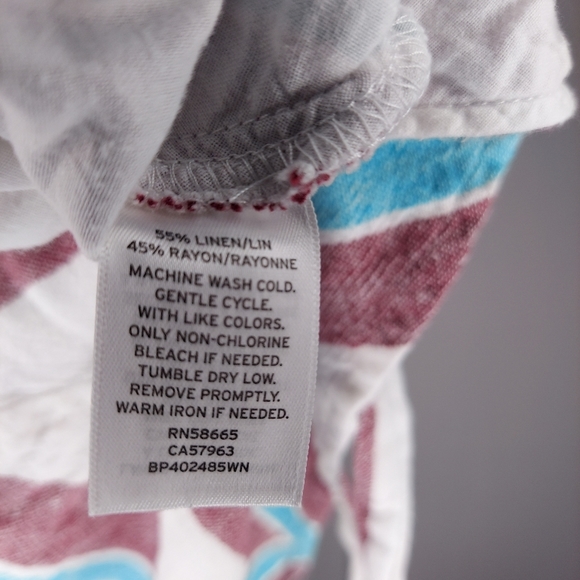 55% LINEN/LIN
45% RAYON/RAYONNE
MACHINE WASH COLD.
GENTLE CYCLE.
WITH LIKE COLORS.
ONLY NON-CHLORINE
BLEACH IF NEEDED.
TUMBLE DRY LOW.
REMOVE PROMPTLY.
WARM IRON IF NEEDED.
RN58665
CA57963
BP402485WN